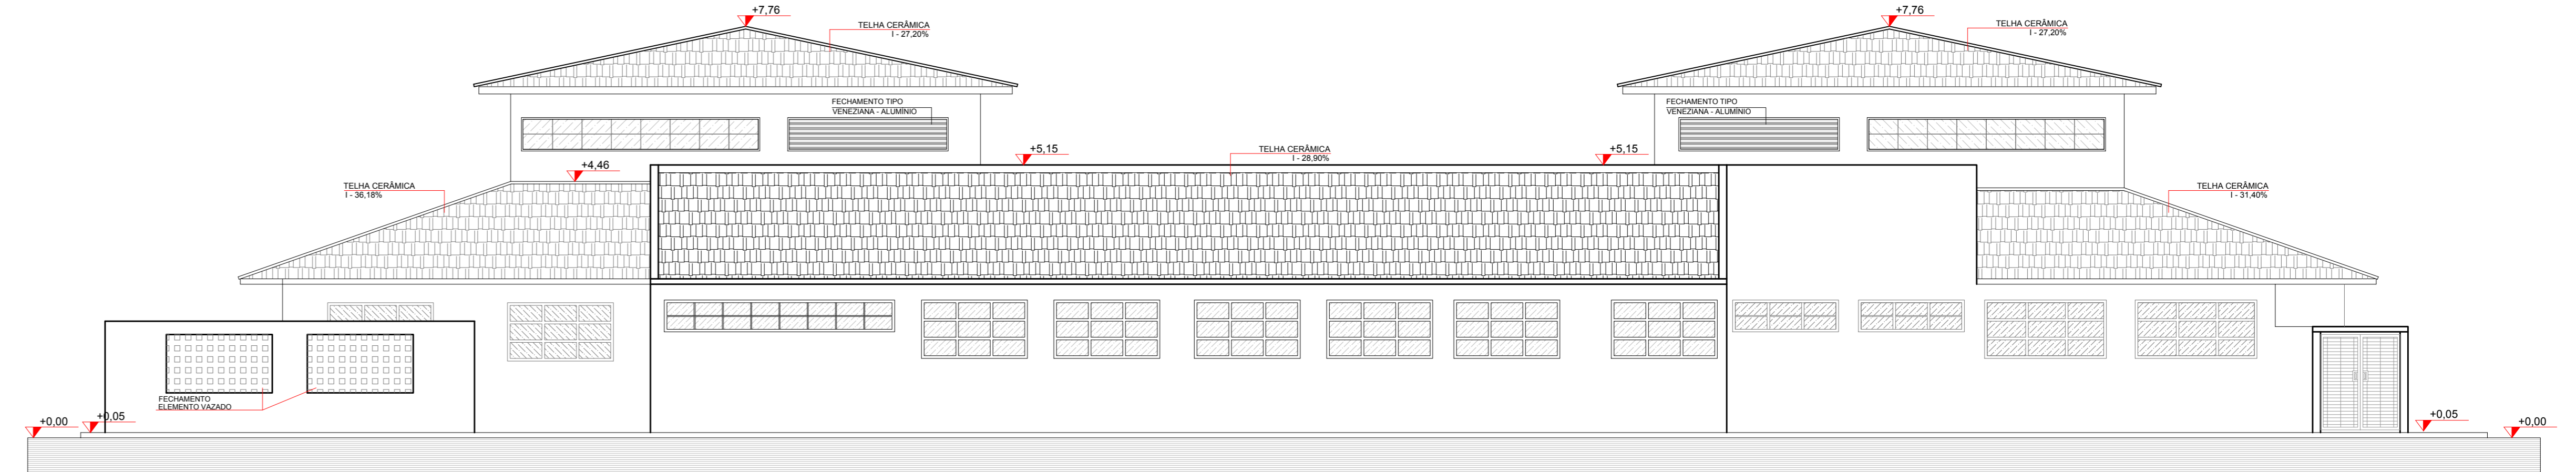 +7,76
TELHA CERÂMICA
I - 27,20%
+7,76
TELHA CERÂMICA
I - 27,20%
FECHAMENTO TIPO
VENEZIANA - ALUMÍNIO
FECHAMENTO TIPO
VENEZIANA - ALUMÍNIO
+5,15
TELHA CERÂMICA
I - 28,90%
+5,15
+4,46
TELHA CERÂMICA
I - 36,18%
TELHA CERÂMICA
I - 31,40%
FECHAMENTO
ELEMENTO VAZADO
+0,00
+0,05
+0,05
+0,00